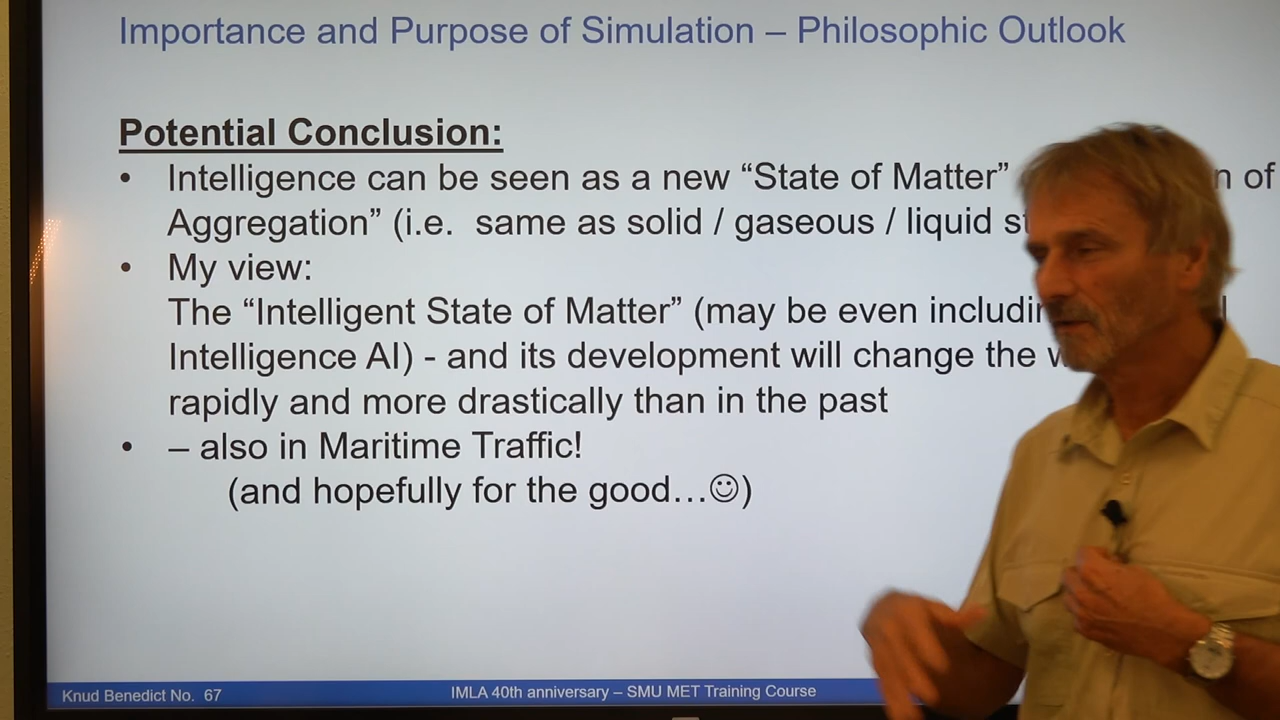 Importance and Purpose of Simulation – Philosophic Outlook
Potential Conclusion:
• Intelligence can be seen as a new “State of Matter” of
Aggregation” (i.e. same as solid / gaseous / liquid
• My view:
The “Intelligent State of Matter” (may be even
Intelligence AI) - and its development will change the
rapidly and more drastically than in the past
• – also in Maritime Traffic!
(and hopefully for the good…☺)
Knud Benedict No. 67
IMLA 40th anniversary – SMU MET Training Course